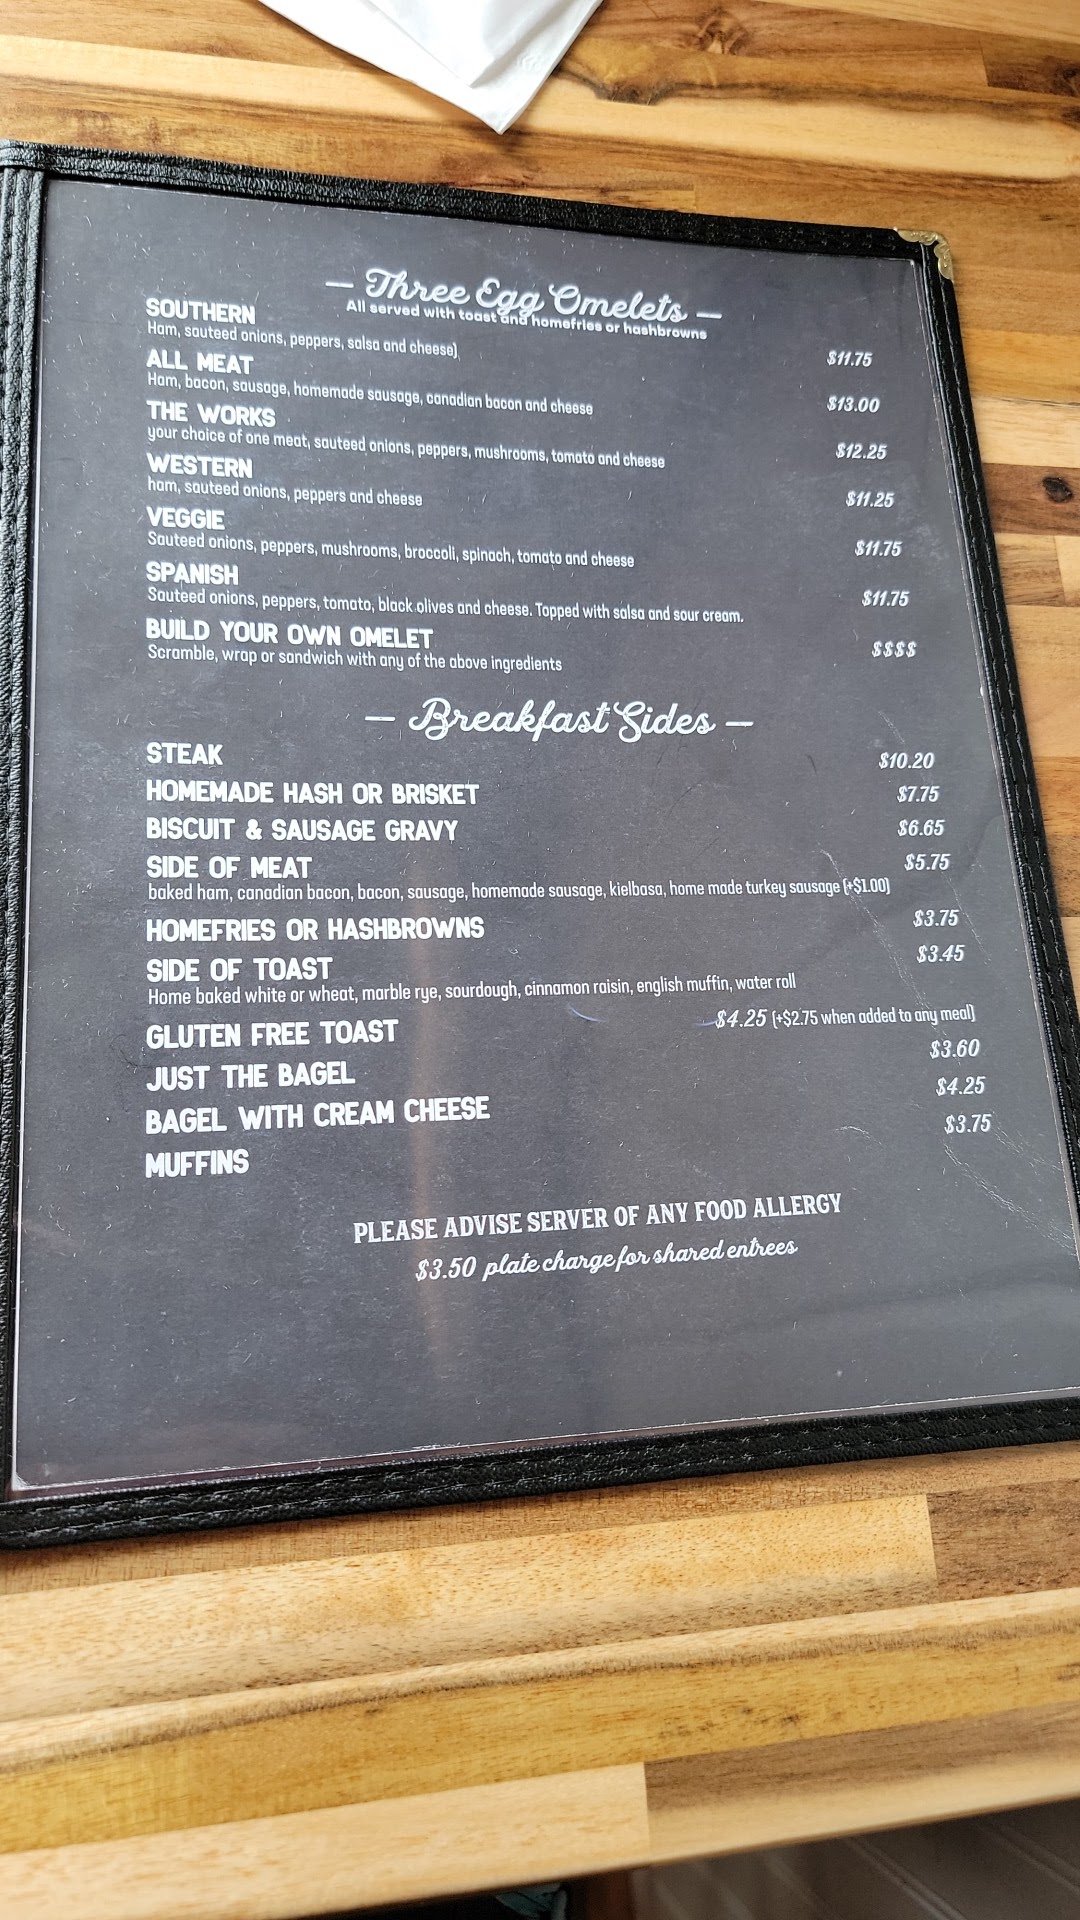 — Three Egg Omelets —
All served with toast and homefries or hashbrowns
SOUTHERN $11.75
Ham, sauteed onions, peppers, salsa and cheese)
ALL MEAT $13.00
Ham, bacon, sausage, homemade sausage, canadian bacon and cheese
THE WORKS $12.25
your choice of one meat, sauteed onions, peppers, mushrooms, tomato and cheese
WESTERN $11.25
ham, sauteed onions, peppers and cheese
VEGGIE $11.75
Sauteed onions, peppers, mushrooms, broccoli, spinach, tomato and cheese
SPANISH $11.75
Sauteed onions, peppers, tomato, black olives and cheese. Topped with salsa and sour cream.
BUILD YOUR OWN OMELET $$$$
Scramble, wrap or sandwich with any of the above ingredients
— Breakfast Sides —
STEAK $10.20
HOMEMADE HASH OR BRISKET $7.75
BISCUIT & SAUSAGE GRAVY $6.65
SIDE OF MEAT $5.75
baked ham, canadian bacon, bacon, sausage, homemade sausage, kielbasa, home made turkey sausage (+$1.00)
HOMEFRIES OR HASHBROWNS $3.75
SIDE OF TOAST $3.45
Home baked white or wheat, marble rye, sourdough, cinnamon raisin, english muffin, water roll
GLUTEN FREE TOAST $4.25 (+$2.75 when added to any meal)
JUST THE BAGEL $3.60
BAGEL WITH CREAM CHEESE $4.25
MUFFINS $3.75
PLEASE ADVISE SERVER OF ANY FOOD ALLERGY
$3.50 plate charge for shared entrees